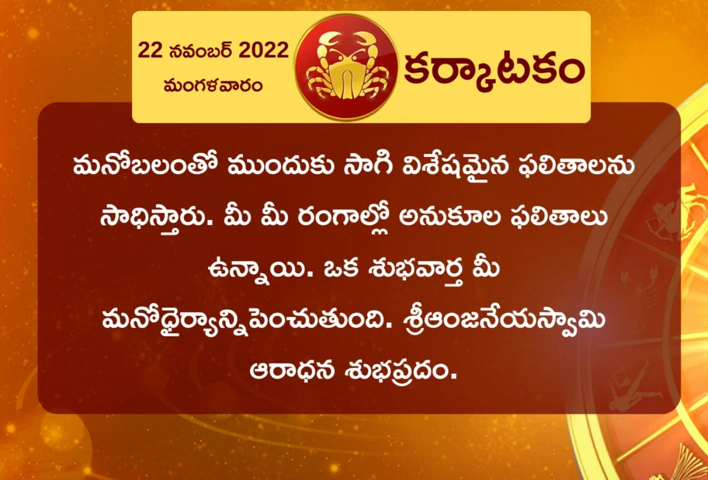 22 నవంబర్ 2022
మంగళవారం
కర్కాటకం
మనోబలంతో ముందుకు సాగి విశేషమైన ఫలితాలను
సాధిస్తారు. మీ మీ రంగాల్లో అనుకూల ఫలితాలు
ఉన్నాయి. ఒక శుభవార్త మీ
మనోధైర్యాన్నిపెంచుతుంది. శ్రీఆంజనేయస్వామి
ఆరాధన శుభప్రదం.